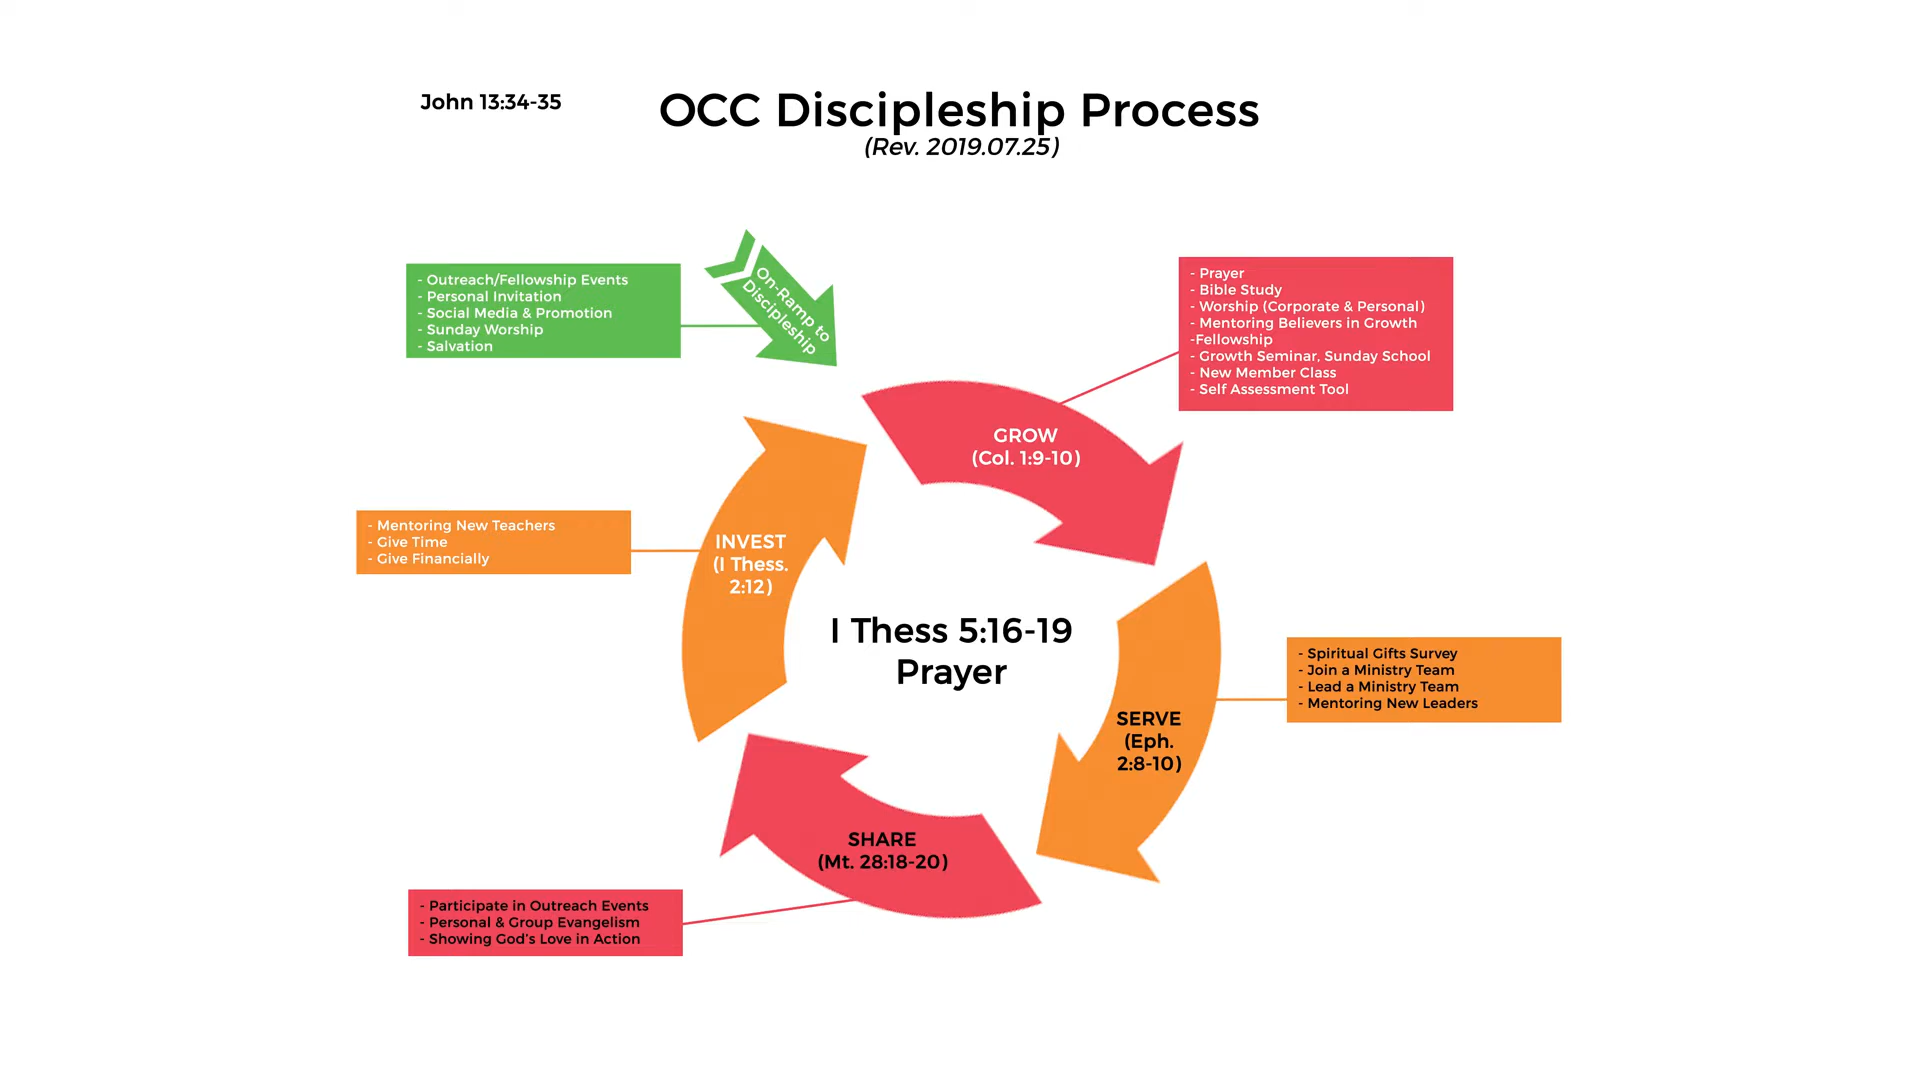 John 13:34-35
OCC Discipleship Process
(Rev. 2019.07.25)
- Outreach/Fellowship Events
- Personal Invitation
- Social Media & Promotion
- Sunday Worship
- Salvation
On-Ramp to
Discipleship
- Prayer
- Bible Study
- Worship (Corporate & Personal)
- Mentoring Believers in Growth
-Fellowship
- Growth Seminar, Sunday School
- New Member Class
- Self Assessment Tool
GROW
(Col. 1:9-10)
- Mentoring New Teachers
- Give Time
- Give Financially
INVEST
(I Thess.
2:12)
I Thess 5:16-19
Prayer
- Spiritual Gifts Survey
- Join a Ministry Team
- Lead a Ministry Team
- Mentoring New Leaders
SERVE
(Eph.
2:8-10)
SHARE
(Mt. 28:18-20)
- Participate in Outreach Events
- Personal & Group Evangelism
- Showing God's Love in Action